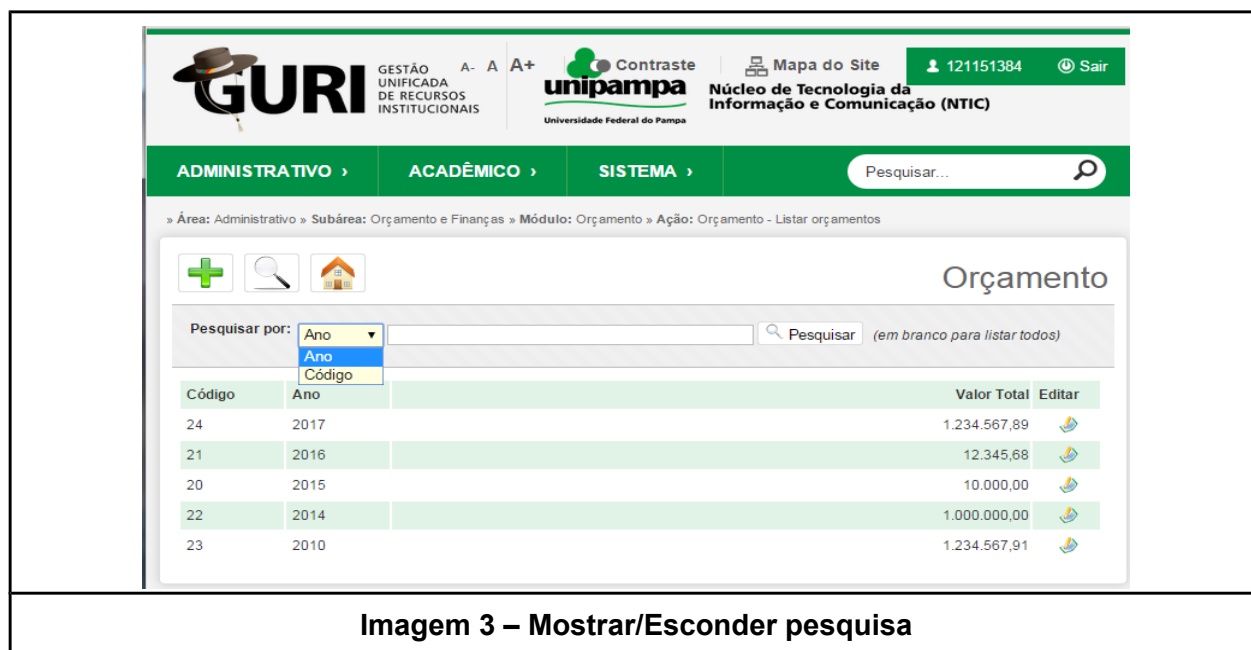 GURI
GESTÃO
UNIFICADA
DE RECURSOS
INSTITUCIONAIS
A- A A+
unipampa
Universidade Federal do Pampa
Contraste
Mapa do Site
Núcleo de Tecnologia da
Informação e Comunicação (NTIC)
121151384 Sair
ADMINISTRATIVO › ACADÊMICO › SISTEMA › Pesquisar...
» Área: Administrativo » Subárea: Orçamento e Finanças » Módulo: Orçamento » Ação: Orçamento - Listar orçamentos
Orçamento
Pesquisar por: Ano Pesquisar (em branco para listar todos)
Ano
Código
Código Ano Valor Total Editar
24 2017 1.234.567,89
21 2016 12.345,68
20 2015 10.000,00
22 2014 1.000.000,00
23 2010 1.234.567,91
Imagem 3 – Mostrar/Esconder pesquisa